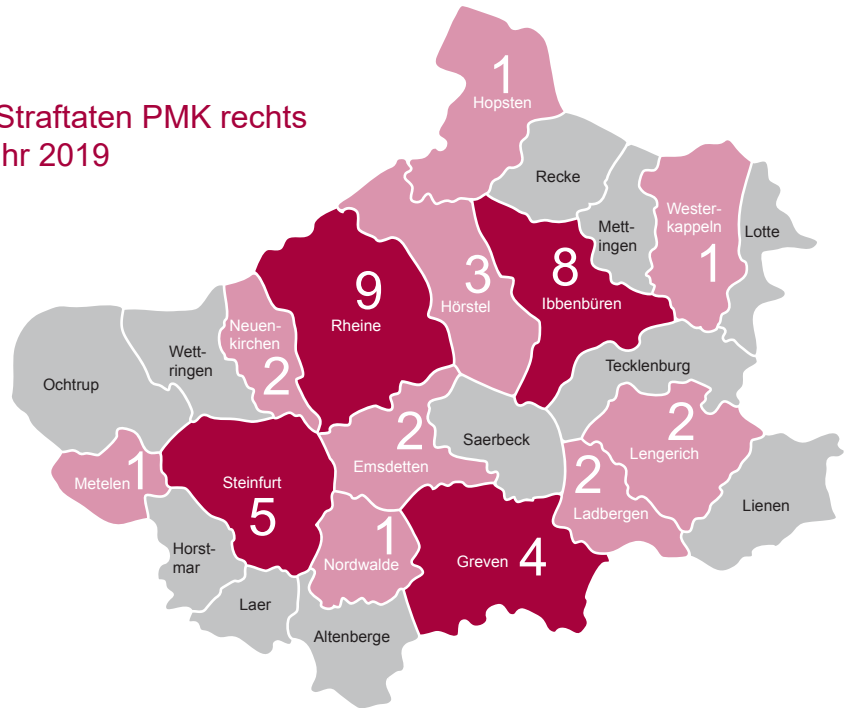 Straftaten PMK rechts
hr 2019
1
Hopsten
Recke
Mett-
ingen
Wester-
kappeln
1
Lotte
3
Hörstel
8
Ibbenbüren
9
Rheine
Neuen-
kirchen
2
Wett-
ringen
Ochtrup
Tecklenburg
2
Lengerich
2
Emsdetten
Saerbeck
2
Ladbergen
Lienen
Metelen 1
Steinfurt
5
1
Nordwalde
Greven 4
Horst-
mar
Laer
Altenberge